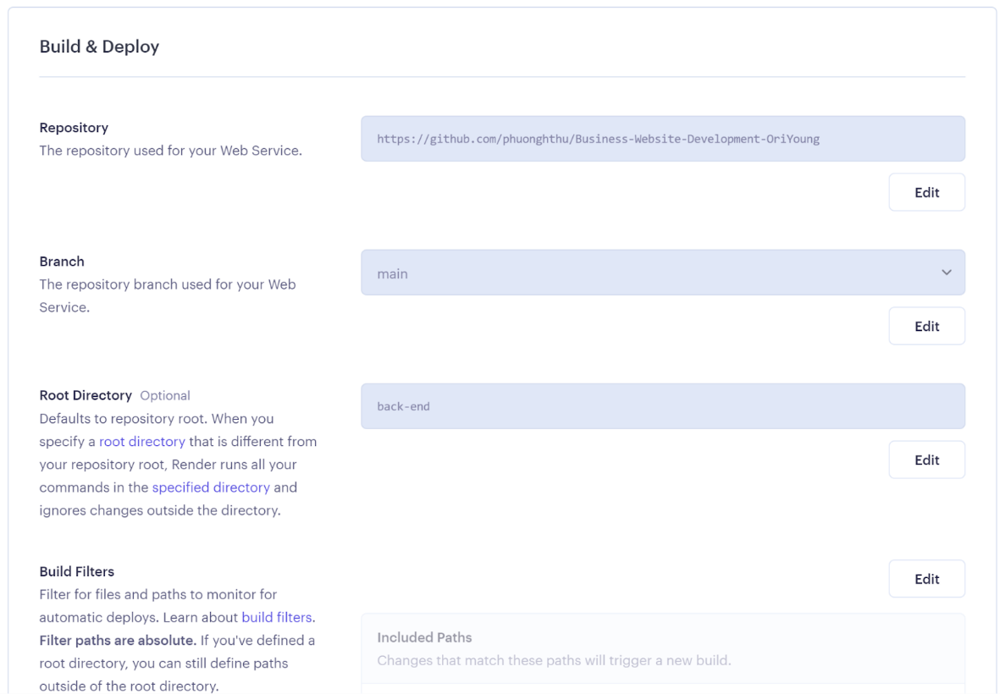 Build & Deploy
Repository
The repository used for your Web Service.
https://github.com/phuonghthu/Business-Website-Development-OriYoung
Edit
Branch
The repository branch used for your Web
Service.
main
Edit
Root Directory Optional
Defaults to repository root. When you
specify a root directory that is different from
your repository root, Render runs all your
commands in the specified directory and
ignores changes outside the directory.
back-end
Edit
Build Filters
Filter for files and paths to monitor for
automatic deploys. Learn about build filters.
Filter paths are absolute. If you've defined a
root directory, you can still define paths
outside of the root directory.
Edit
Included Paths
Changes that match these paths will trigger a new build.